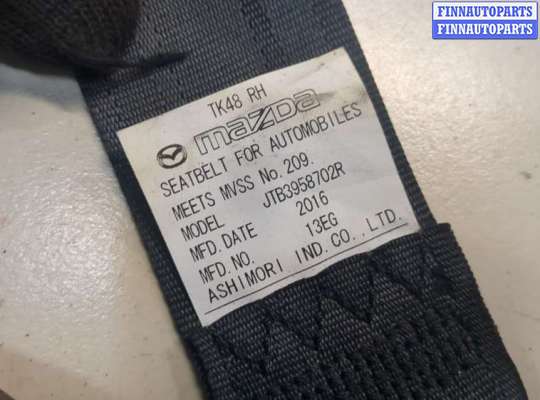 FINNAUTOPARTS
FINNAUTOPARTS
TK48 RH
mazda
SEATBELT FOR AUTOMOBILES
MEETS MVSS No. 209.
MODEL JTB3958702R
MFD. DATE 2016
MFD. NO. 13EG
ASHIMORI IND. CO., LTD.